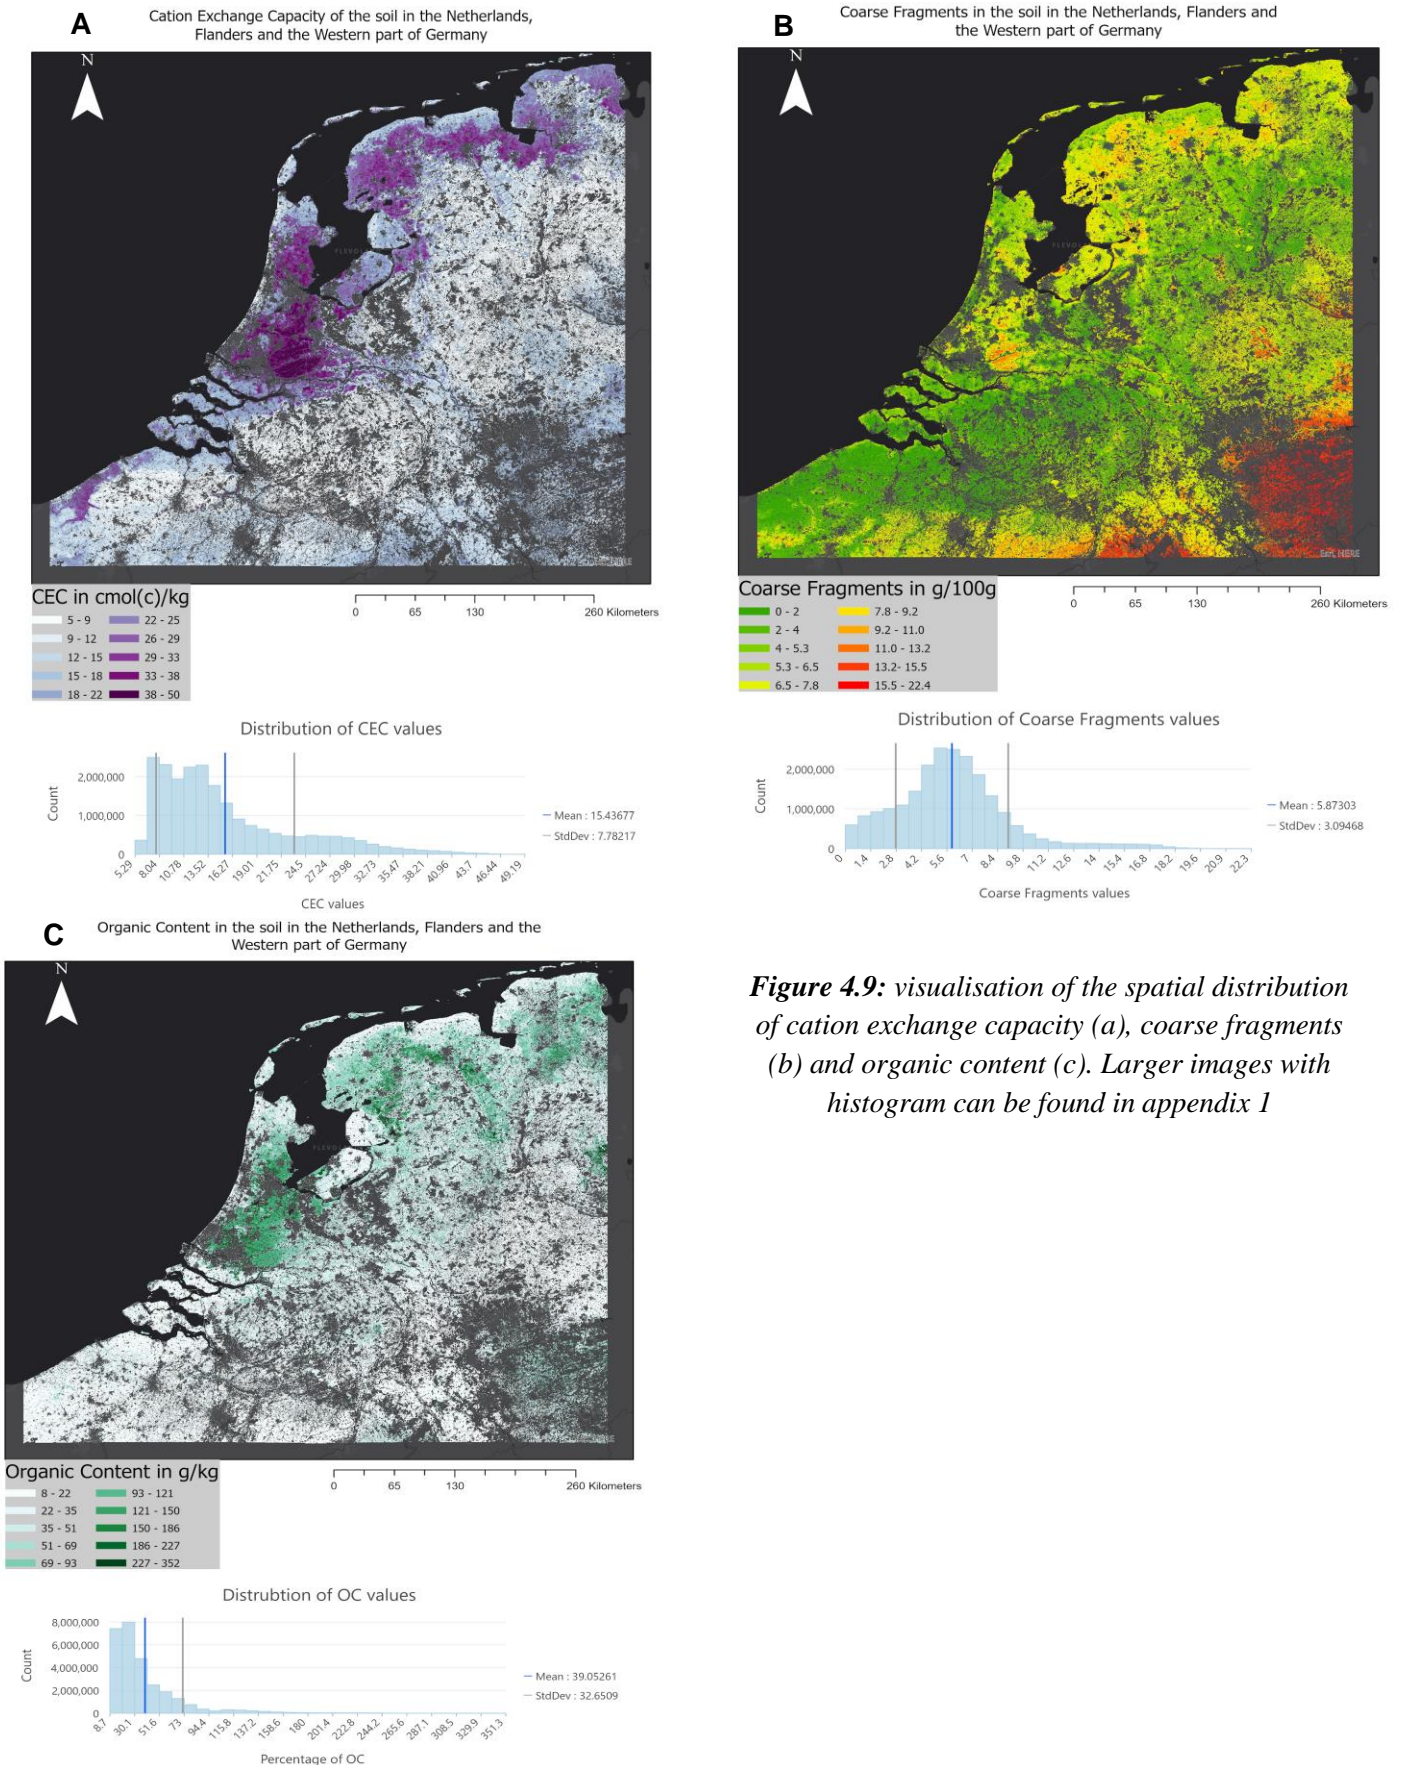 A
Cation Exchange Capacity of the soil in the Netherlands,
Flanders and the Western part of Germany
N
FLEVOL
Esri, HERE
CEC in cmol(c)/kg
5 - 9 22 - 25
9 - 12 26 - 29
12 - 15 29 - 33
15 - 18 33 - 38
18 - 22 38 - 50
0 65 130 260 Kilometers
Distribution of CEC values
Count
2,000,000
1,000,000
0
5.29 8.04 10.78 13.52 16.27 19.01 21.75 24.5 27.24 29.98 32.73 35.47 38.21 40.96 43.7 46.44 49.19
CEC values
Mean : 15.43677
StdDev : 7.78217
B
Coarse Fragments in the soil in the Netherlands, Flanders and
the Western part of Germany
N
FLEVOL
Esri, HERE
Coarse Fragments in g/100g
0 - 2 7.8 - 9.2
2 - 4 9.2 - 11.0
4 - 5.3 11.0 - 13.2
5.3 - 6.5 13.2- 15.5
6.5 - 7.8 15.5 - 22.4
0 65 130 260 Kilometers
Distribution of Coarse Fragments values
Count
2,000,000
1,000,000
0
0 1.4 2.8 4.2 5.6 7 8.4 9.8 11.2 12.6 14 15.4 16.8 18.2 19.6 20.9 22.3
Coarse Fragments values
Mean : 5.87303
StdDev : 3.09468
C
Organic Content in the soil in the Netherlands, Flanders and the
Western part of Germany
N
FLEVOL
Organic Content in g/kg
8 - 22 93 - 121
22 - 35 121 - 150
35 - 51 150 - 186
51 - 69 186 - 227
69 - 93 227 - 352
0 65 130 260 Kilometers
Distrubtion of OC values
Count
8,000,000
6,000,000
4,000,000
2,000,000
0
8.7 30.1 51.6 73 94.4 115.8 137.2 158.6 180 201.4 222.8 244.2 265.6 287.1 308.5 329.9 351.3
Percentage of OC
Mean : 39.05261
StdDev : 32.6509
Figure 4.9: visualisation of the spatial distribution
of cation exchange capacity (a), coarse fragments
(b) and organic content (c). Larger images with
histogram can be found in appendix 1